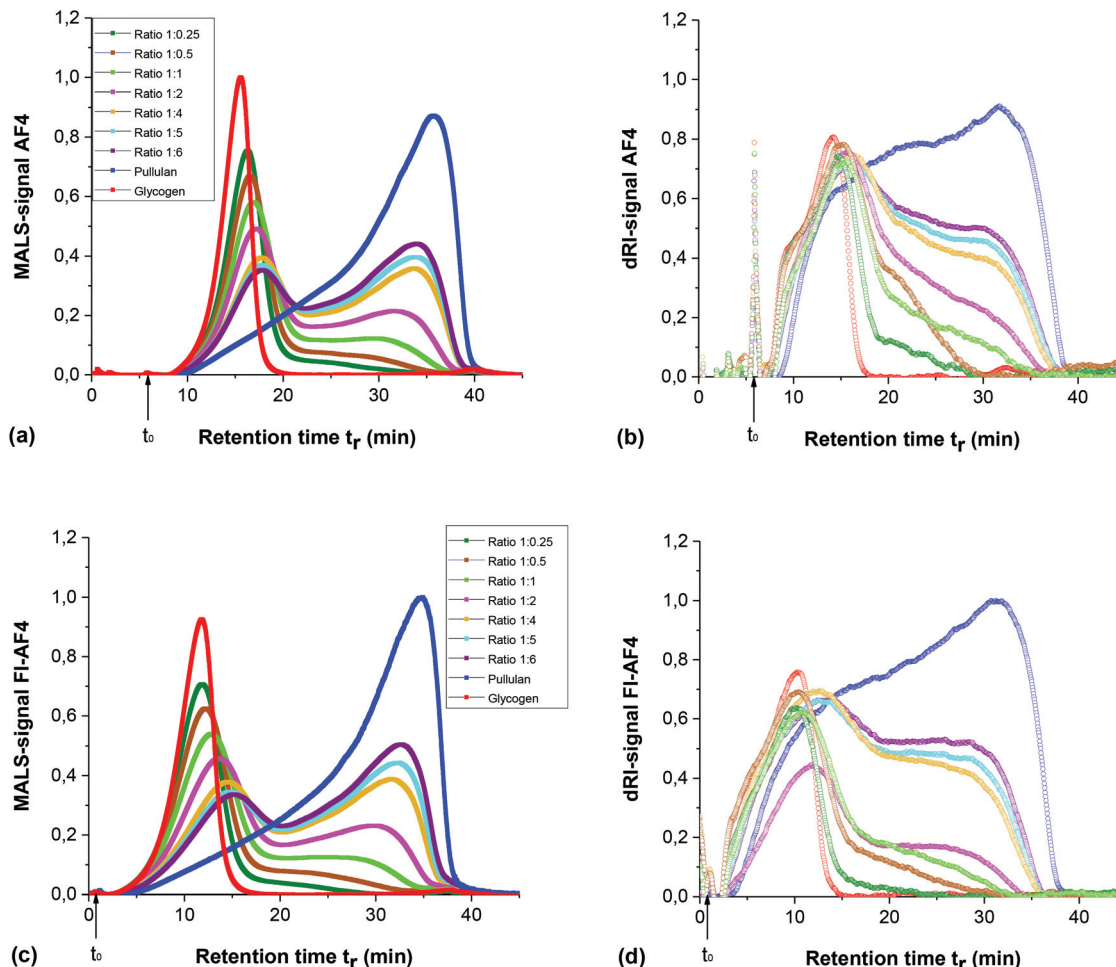 1,2
1,0
0,8
0,6
0,4
0,2
0,0
MALS-signal AF4
Ratio 1:0.25
Ratio 1:0.5
Ratio 1:1
Ratio 1:2
Ratio 1:4
Ratio 1:5
Ratio 1:6
Pullulan
Glycogen
0 10 20 30 40
t₀
Retention time tᵣ (min)
(a)
1,2
1,0
0,8
0,6
0,4
0,2
0,0
dRI-signal AF4
0 10 20 30 40
t₀
Retention time tᵣ (min)
(b)
1,2
1,0
0,8
0,6
0,4
0,2
0,0
MALS-signal FI-AF4
Ratio 1:0.25
Ratio 1:0.5
Ratio 1:1
Ratio 1:2
Ratio 1:4
Ratio 1:5
Ratio 1:6
Pullulan
Glycogen
0 10 20 30 40
t₀
Retention time tᵣ (min)
(c)
1,2
1,0
0,8
0,6
0,4
0,2
0,0
dRI-signal FI-AF4
0 10 20 30 40
t₀
Retention time tᵣ (min)
(d)